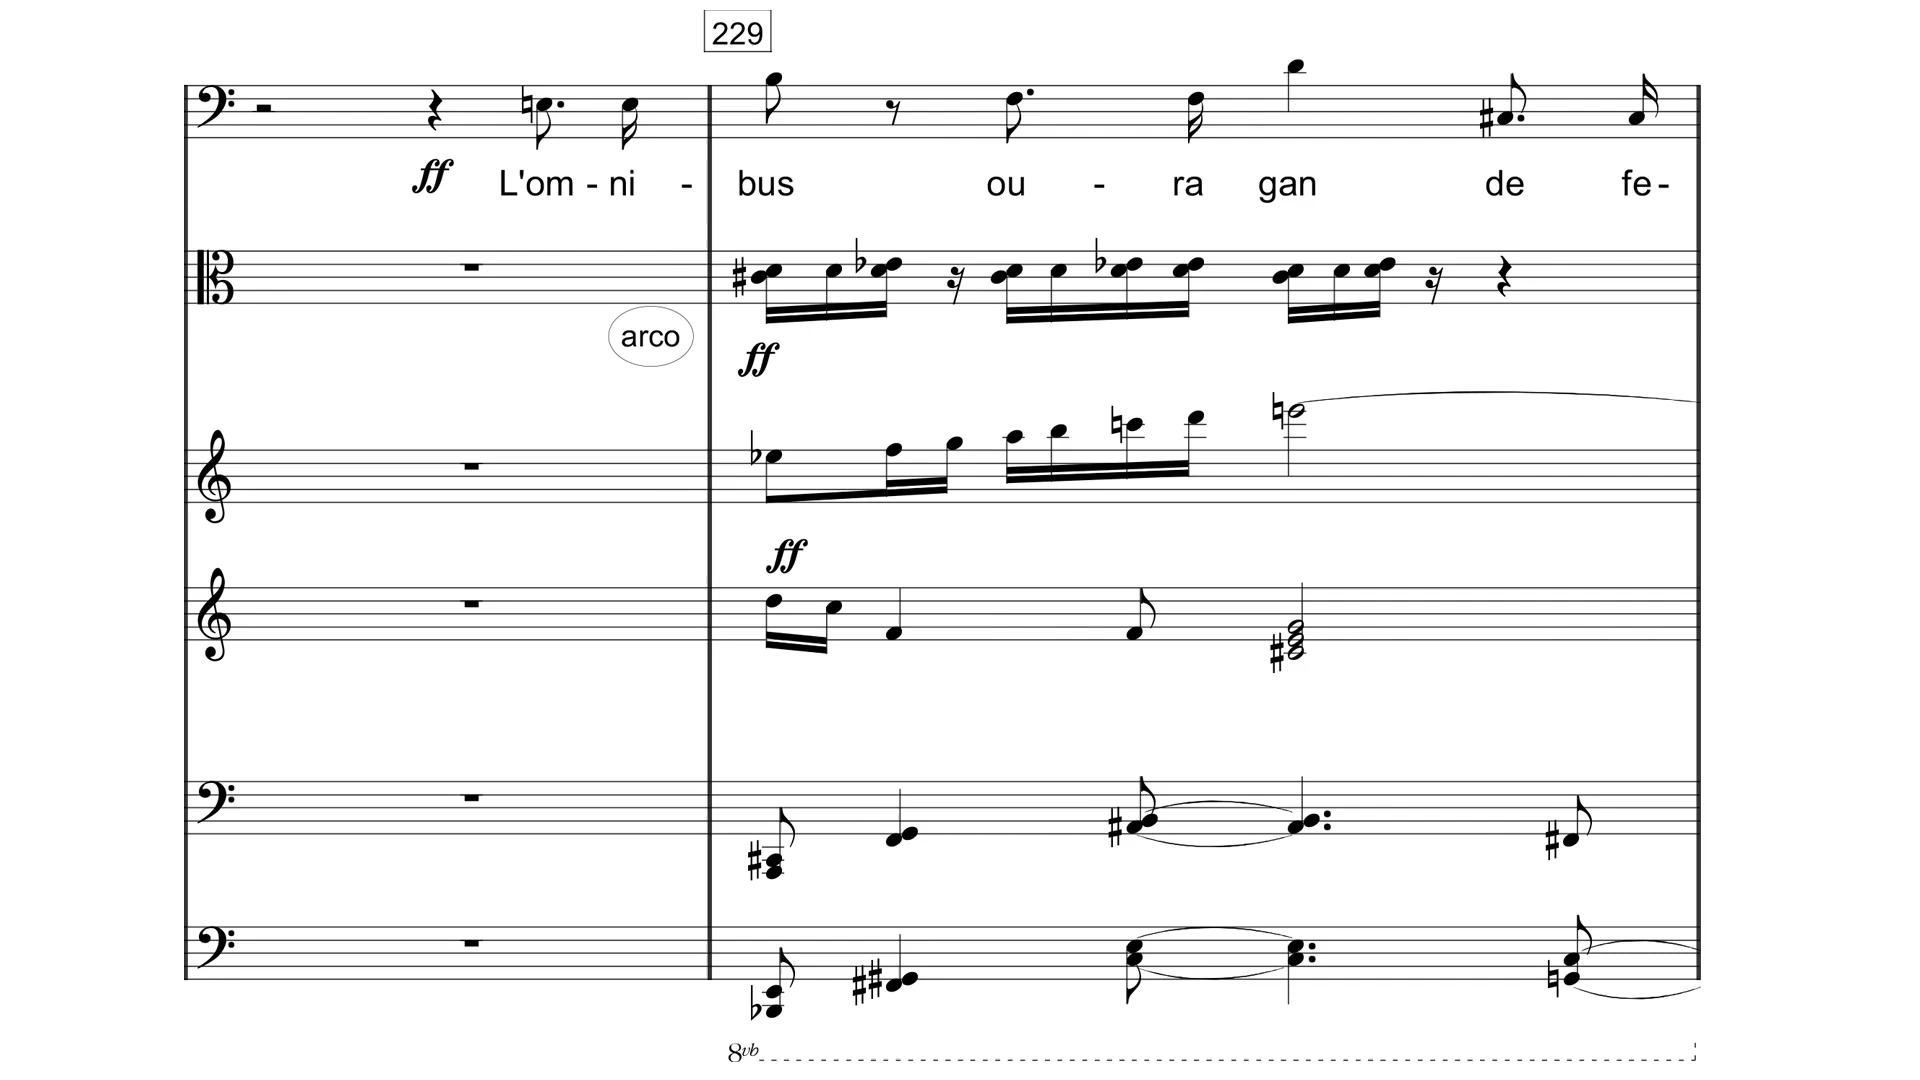 229
ff L'om - ni - bus ou - ra gan de fe -
arco
ff
ff
8vb